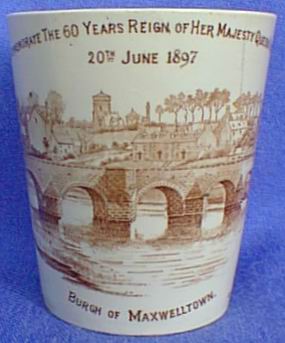 THE 60 YEARS REIGN, OF HER MAJESTY
20TH JUNE 1897
BURGH OF MAXWELLTOWN.